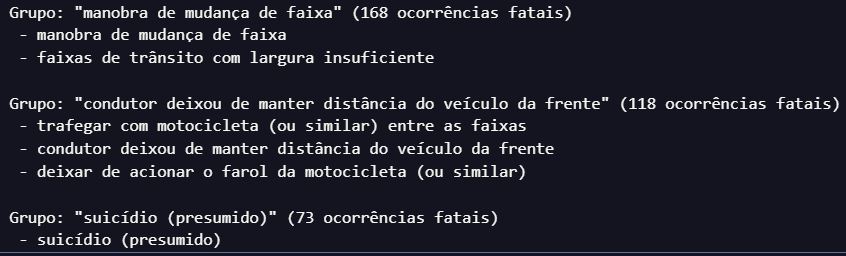 Grupo: "manobra de mudança de faixa" (168 ocorrências fatais)
- manobra de mudança de faixa
- faixas de trânsito com largura insuficiente
Grupo: "condutor deixou de manter distância do veículo da frente" (118 ocorrências fatais)
- trafegar com motocicleta (ou similar) entre as faixas
- condutor deixou de manter distância do veículo da frente
- deixar de acionar o farol da motocicleta (ou similar)
Grupo: "suicídio (presumido)" (73 ocorrências fatais)
- suicídio (presumido)